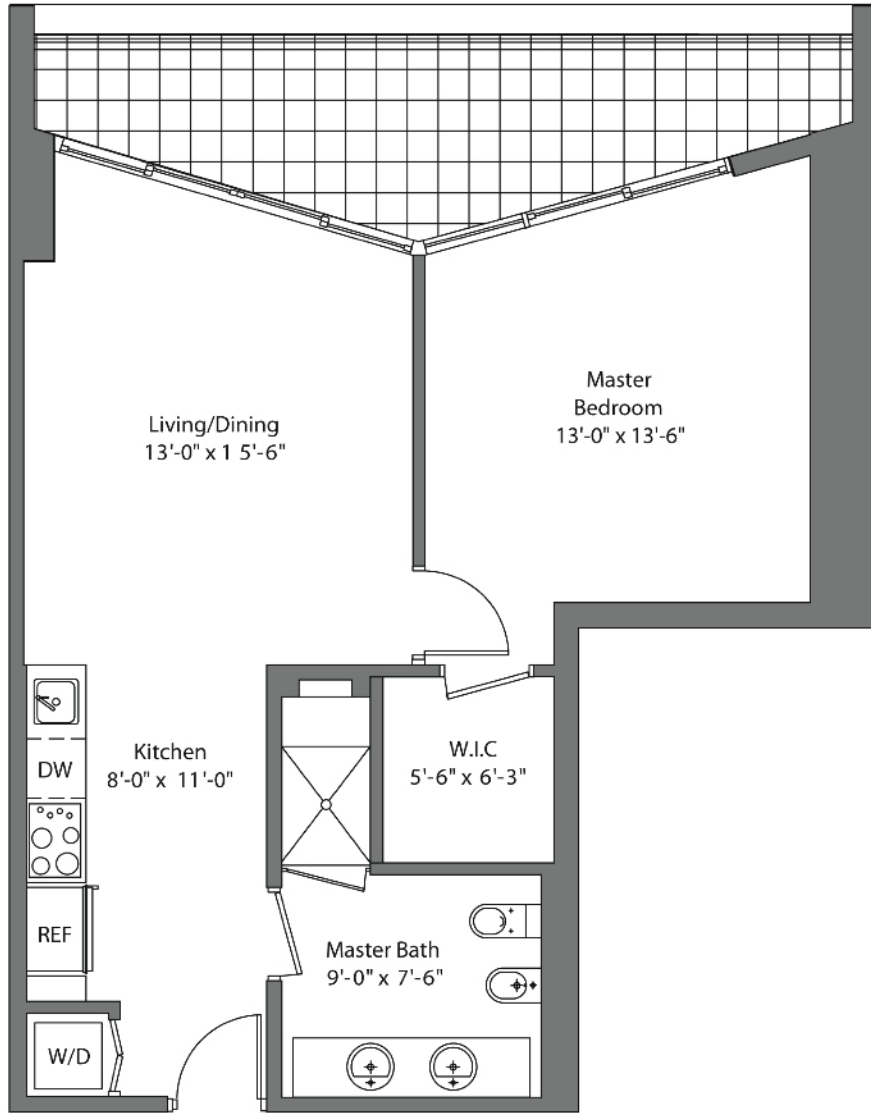 Living/Dining
13'-0" x 1 5'-6"
Master
Bedroom
13'-0" x 13'-6"
Kitchen
8'-0" x 11'-0"
DW
W.I.C
5'-6" x 6'-3"
REF
Master Bath
9'-0" x 7'-6"
W/D